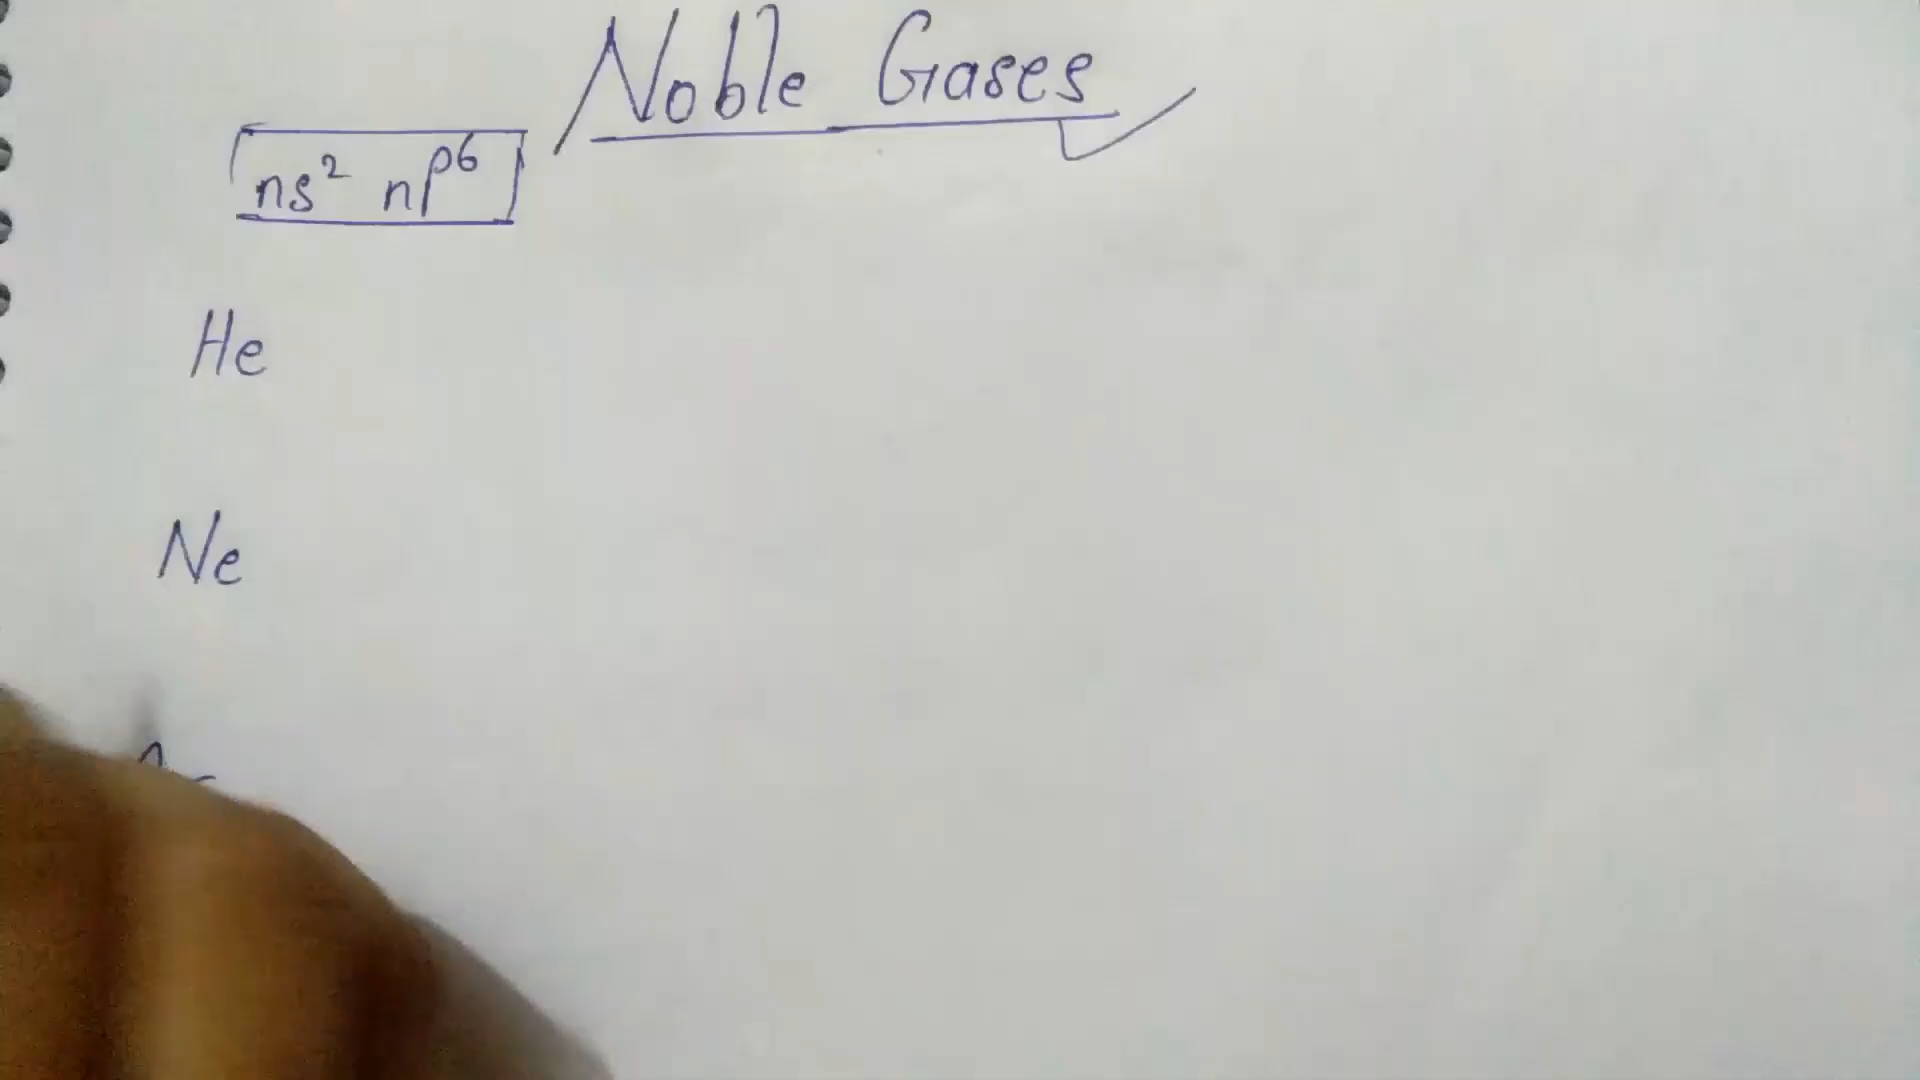 Noble Gases
ns² np⁶
He
Ne